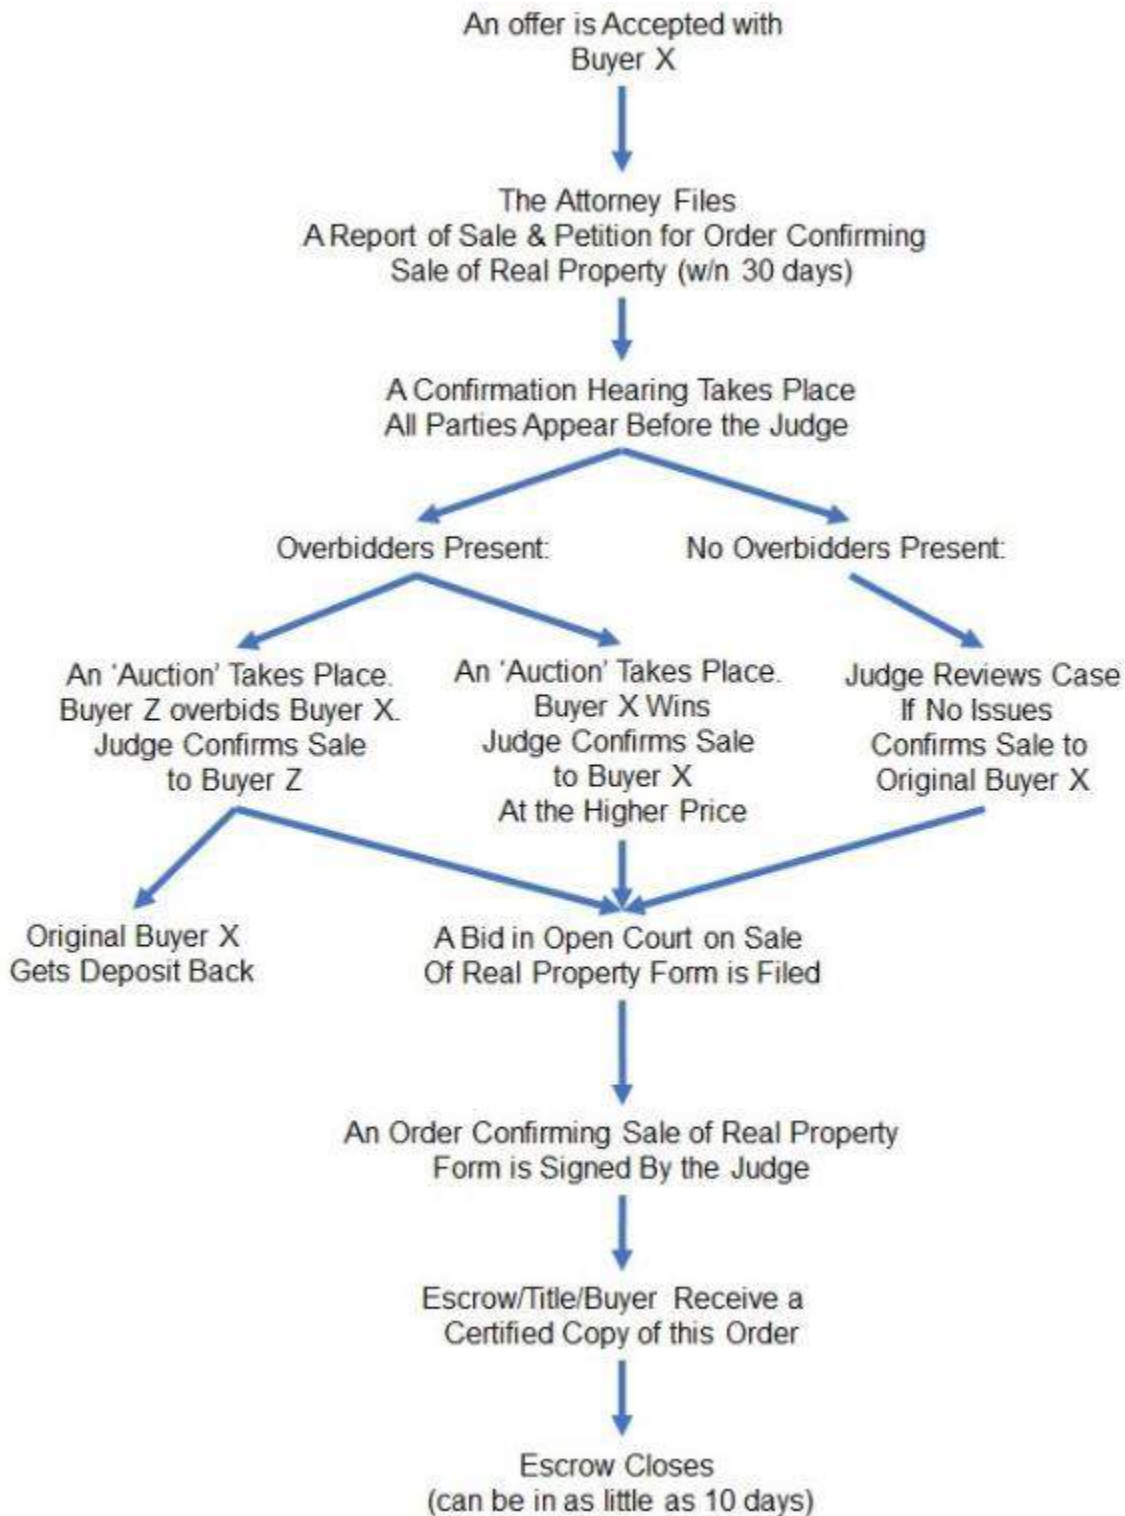 An offer is Accepted with
Buyer X
The Attorney Files
A Report of Sale & Petition for Order Confirming
Sale of Real Property (w/n 30 days)
A Confirmation Hearing Takes Place
All Parties Appear Before the Judge
Overbidders Present:
No Overbidders Present:
An ‘Auction’ Takes Place.
Buyer Z overbids Buyer X.
Judge Confirms Sale
to Buyer Z
An ‘Auction’ Takes Place.
Buyer X Wins
Judge Confirms Sale
to Buyer X
At the Higher Price
Judge Reviews Case
If No Issues
Confirms Sale to
Original Buyer X
Original Buyer X
Gets Deposit Back
A Bid in Open Court on Sale
Of Real Property Form is Filed
An Order Confirming Sale of Real Property
Form is Signed By the Judge
Escrow/Title/Buyer Receive a
Certified Copy of this Order
Escrow Closes
(can be in as little as 10 days)